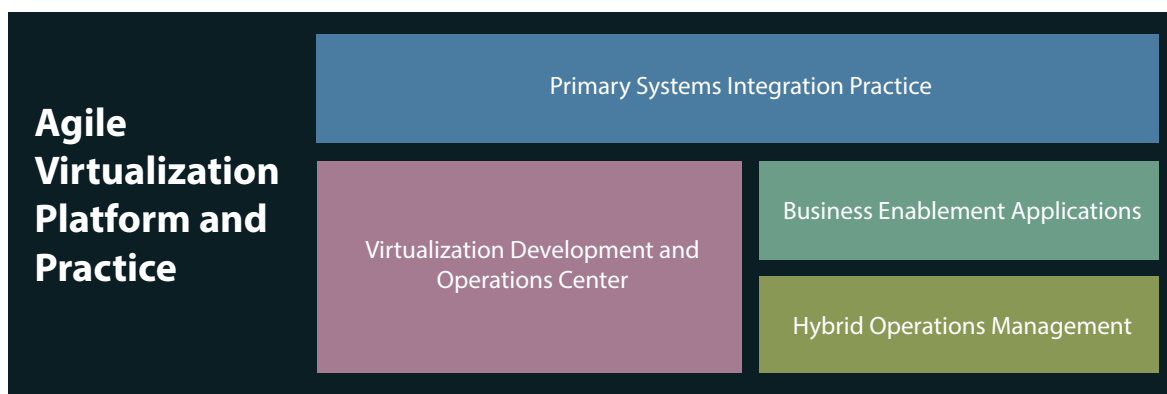 Agile
Virtualization
Platform and
Practice
Primary Systems Integration Practice
Virtualization Development and
Operations Center
Business Enablement Applications
Hybrid Operations Management